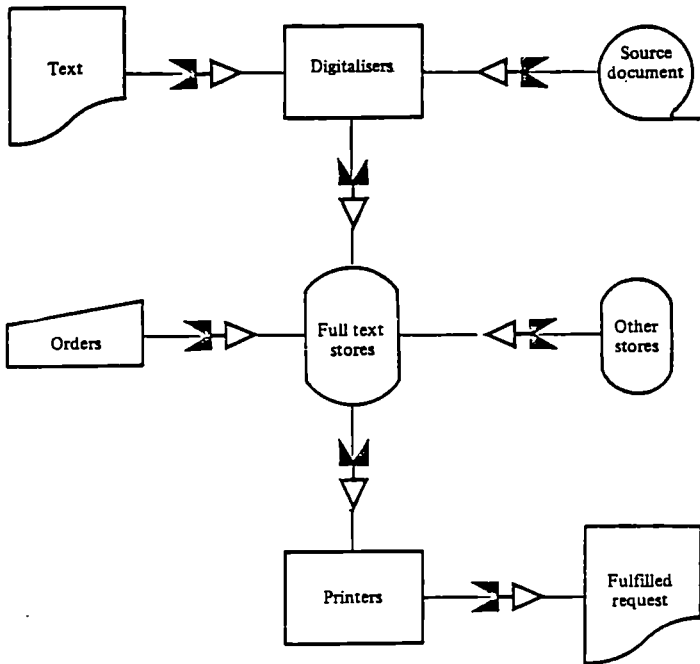 Text
Digitalisers
Source
document
Orders
Full text
stores
Other
stores
Printers
Fulfilled
request